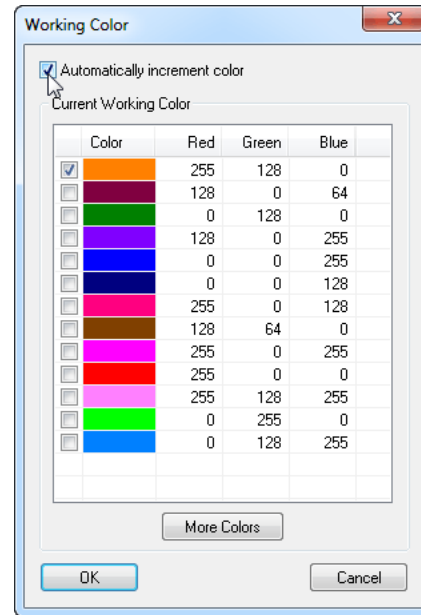 Working Color
Automatically increment color
Current Working Color
Color Red Green Blue
255 128 0
128 0 64
0 128 0
128 0 255
0 0 255
0 0 128
255 0 128
128 64 0
255 0 255
255 0 0
255 128 255
0 255 0
0 128 255
More Colors
OK Cancel